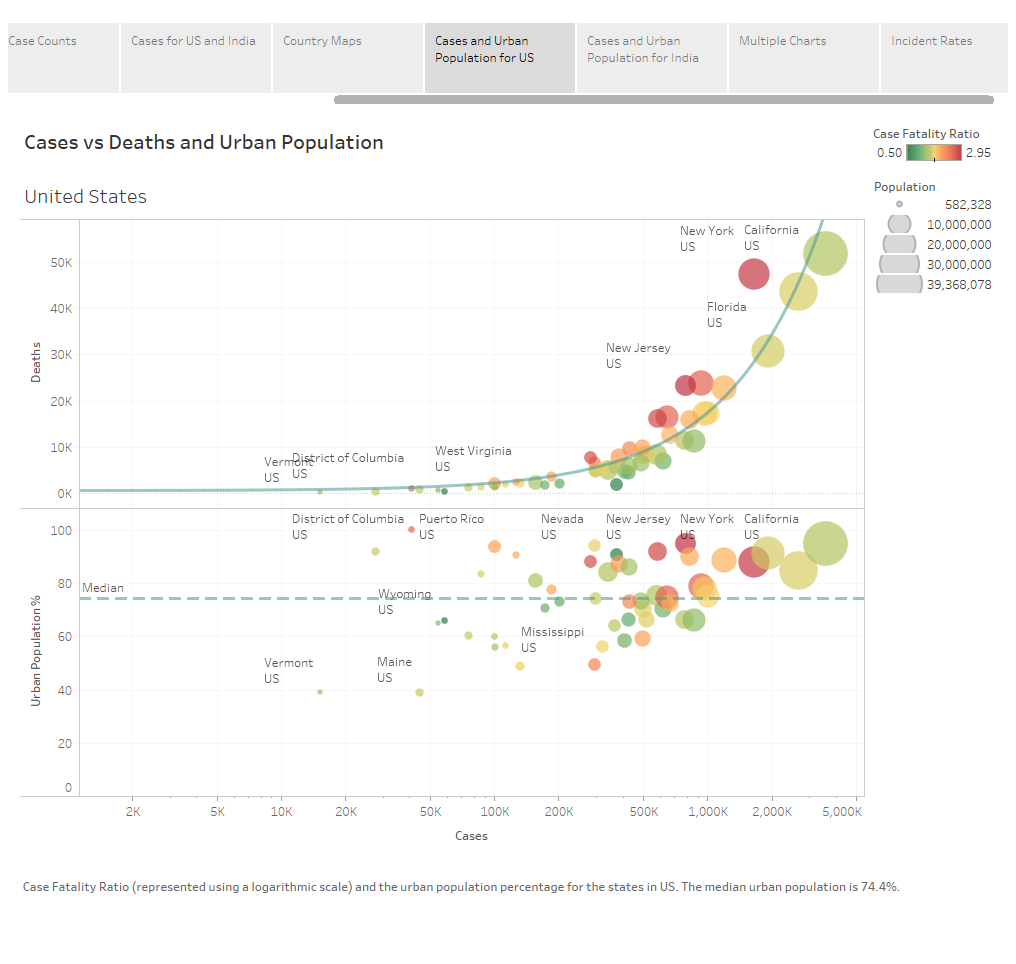 Case Counts
Cases for US and India
Country Maps
Cases and Urban
Population for US
Cases and Urban
Population for India
Multiple Charts
Incident Rates
Cases vs Deaths and Urban Population
Case Fatality Ratio
0.50
2.95
Population
582,328
10,000,000
20,000,000
30,000,000
39,368,078
United States
New York
US
California
US
50K
40K
Florida
US
Deaths
30K
New Jersey
US
20K
10K
West Virginia
US
District of Columbia
US
Vermont
US
0K
District of Columbia
US
Puerto Rico
US
Nevada
US
New Jersey
US
New York
US
California
US
100
80
Median
Wyoming
US
Urban Population %
60
Mississippi
US
Vermont
US
Maine
US
40
20
0
2K
5K
10K
20K
50K
100K
200K
500K
1,000K
2,000K
5,000K
Cases
Case Fatality Ratio (represented using a logarithmic scale) and the urban population percentage for the states in US. The median urban population is 74.4%.